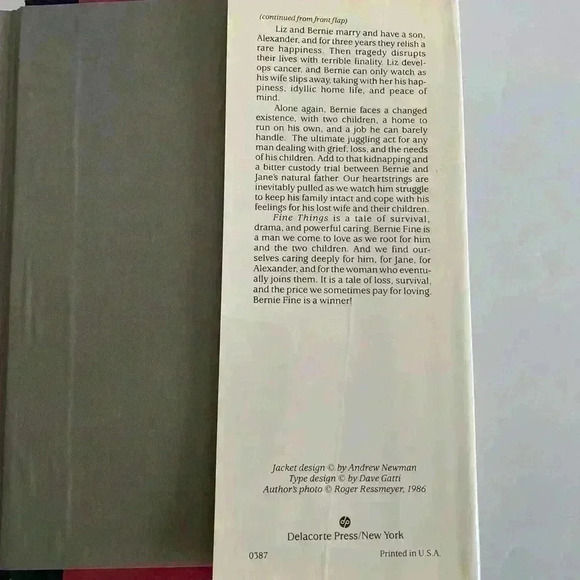 (continued from front flap)
Liz and Bernie marry and have a son,
Alexander, and for three years they relish a
rare happiness. Then tragedy disrupts
their lives with terrible finality. Liz devel-
ops cancer, and Bernie can only watch as
his wife slips away, taking with her his hap-
piness, idyllic home life, and peace of
mind.
Alone again, Bernie faces a changed
existence, with two children, a home to
run on his own, and a job he can barely
handle. The ultimate juggling act for any
man dealing with grief, loss, and the needs
of his children. Add to that kidnapping and
a bitter custody trial between Bernie and
Jane's natural father. Our heartstrings are
inevitably pulled as we watch him struggle
to keep his family intact and cope with his
feelings for his lost wife and their children.
Fine Things is a tale of survival,
drama, and powerful caring. Bernie Fine is
a man we come to love as we root for him
and the two children. And we find our-
selves caring deeply for him, for Jane, for
Alexander, and for the woman who eventu-
ally joins them. It is a tale of loss, survival,
and the price we sometimes pay for loving.
Bernie Fine is a winner!
Jacket design © by Andrew Newman
Type design © by Dave Gatti
Author's photo © Roger Ressmeyer, 1986
dp
Delacorte Press/New York
0387 Printed in U.S.A.